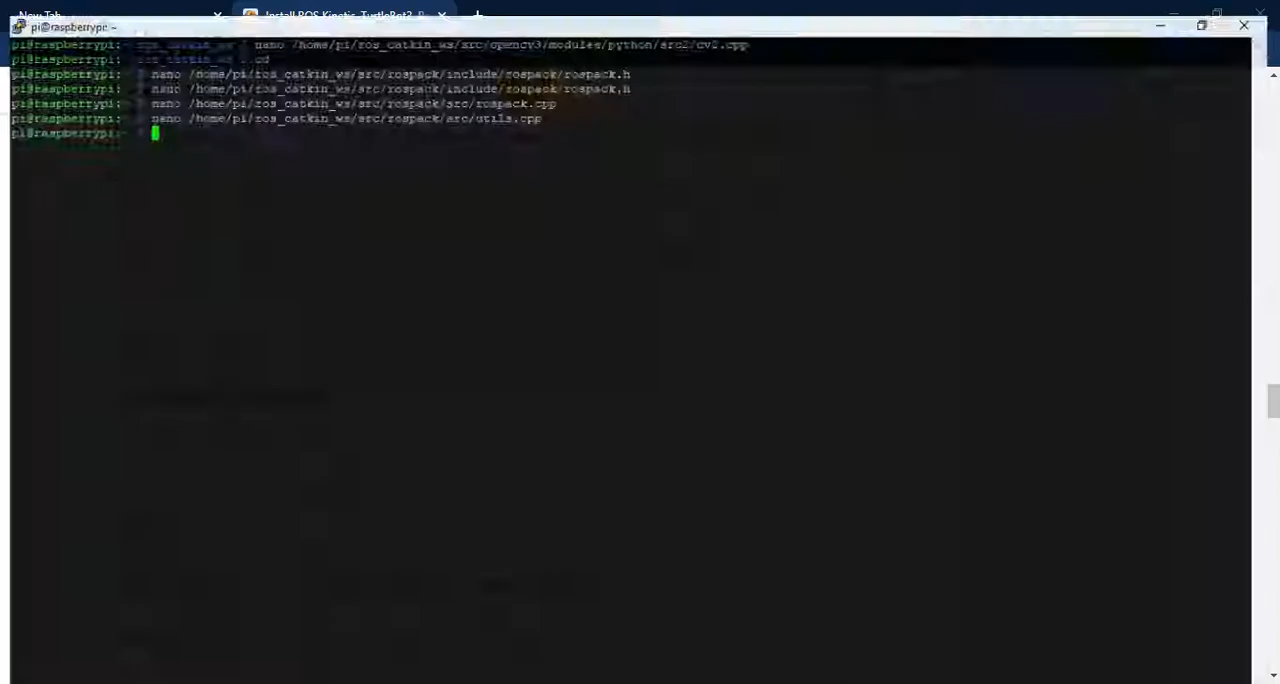 New Tab
Install ROS Kinetic, TurtleBot3
pi@raspberrypi: ~
pi@raspberrypi:~/ros_catkin_ws $ nano /home/pi/ros_catkin_ws/src/opencv3/modules/python/src2/cv2.cpp
pi@raspberrypi:~/ros_catkin_ws $ cd
pi@raspberrypi:~ $ nano /home/pi/ros_catkin_ws/src/rospack/include/rospack/rospack.h
pi@raspberrypi:~ $ nano /home/pi/ros_catkin_ws/src/rospack/include/rospack/rospack.h
pi@raspberrypi:~ $ nano /home/pi/ros_catkin_ws/src/rospack/src/rospack.cpp
pi@raspberrypi:~ $ nano /home/pi/ros_catkin_ws/src/rospack/src/utils.cpp
pi@raspberrypi:~ $